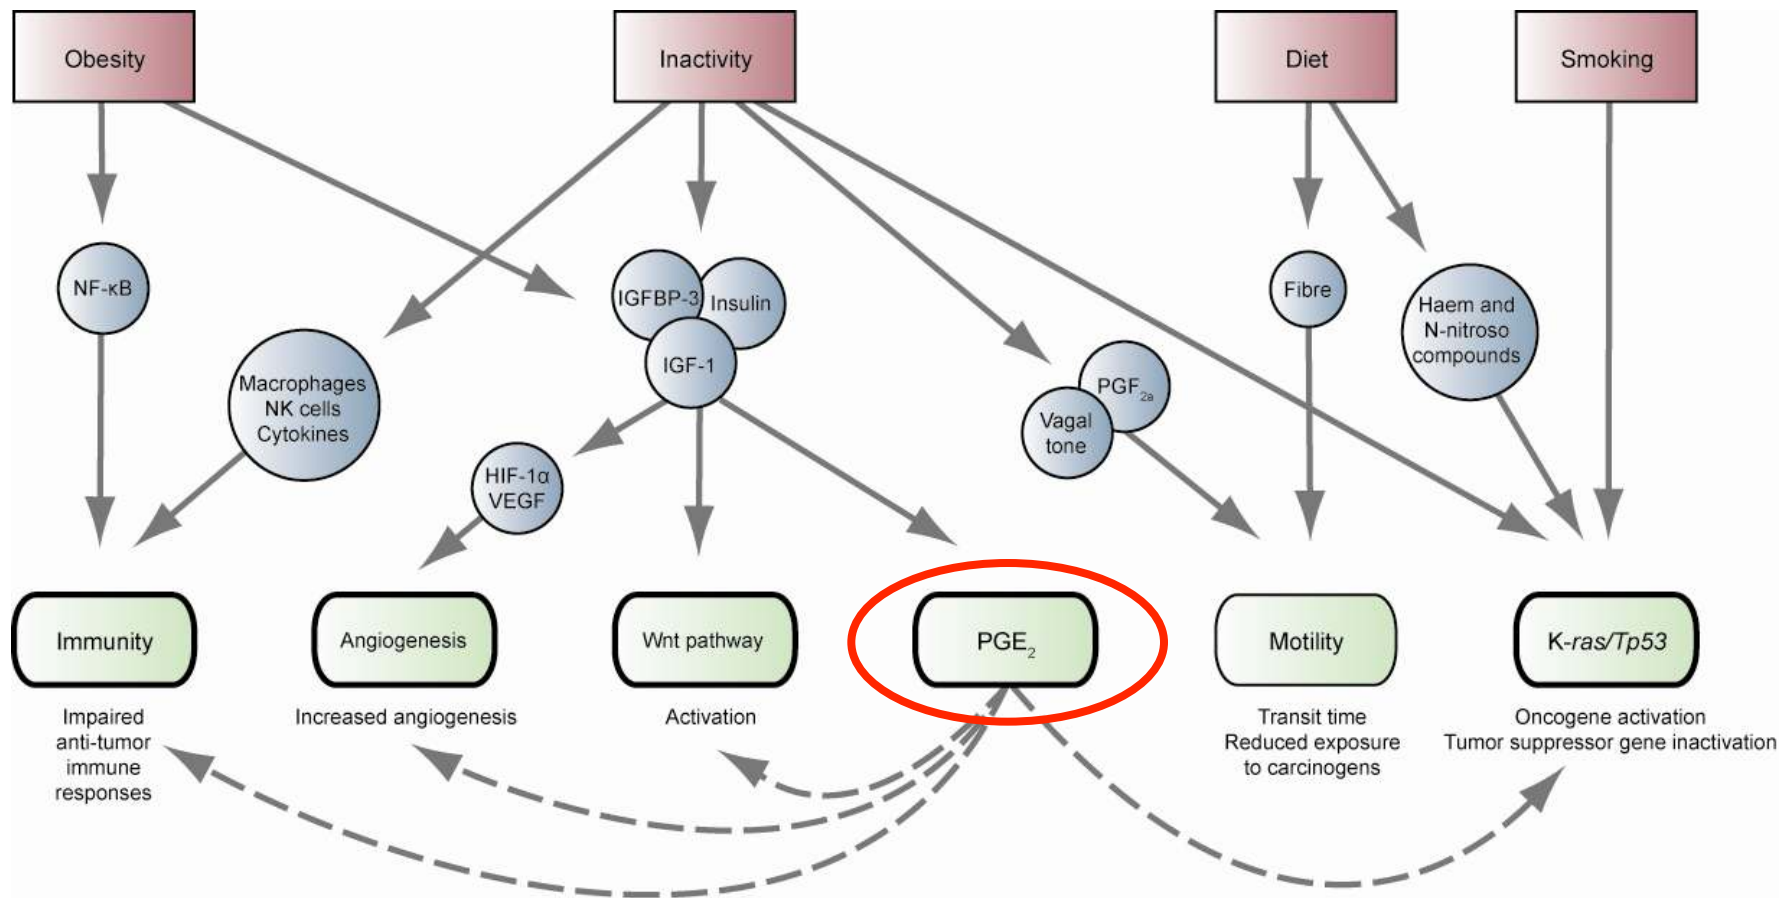 Obesity
Inactivity
Diet
Smoking
NF-κB
IGFBP-3
Insulin
IGF-1
Fibre
Haem and
N-nitroso
compounds
Macrophages
NK cells
Cytokines
PGF2a
Vagal
tone
HIF-1α
VEGF
Immunity
Angiogenesis
Wnt pathway
PGE2
Motility
K-ras/Tp53
Impaired
anti-tumor
immune
responses
Increased angiogenesis
Activation
Transit time
Reduced exposure
to carcinogens
Oncogene activation
Tumor suppressor gene inactivation